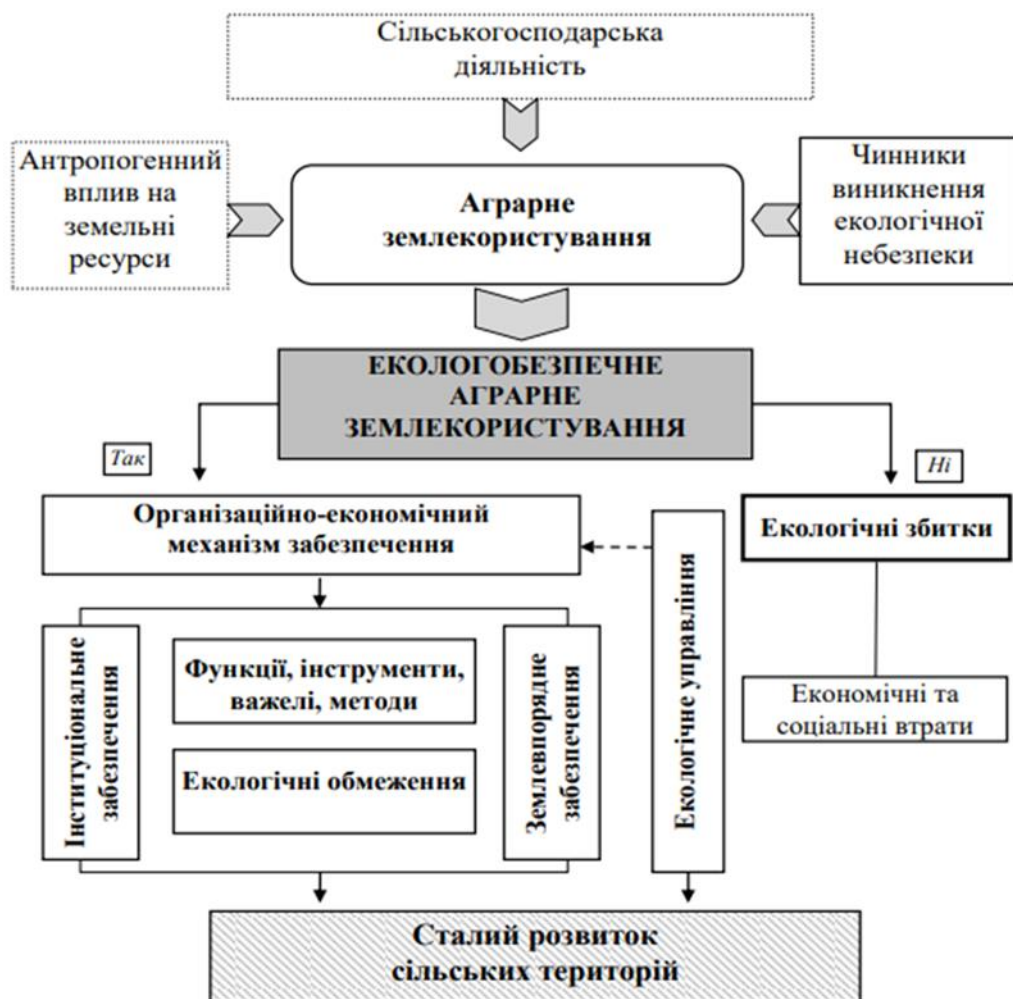 Сільськогосподарська
діяльність
Антропогенний
вплив на
земельні
ресурси
Аграрне
землекористування
Чинники
виникнення
екологічної
небезпеки
ЕКОЛОГОБЕЗПЕЧНЕ
АГРАРНЕ
ЗЕМЛЕКОРИСТУВАННЯ
Так
Ні
Організаційно-економічний
механізм забезпечення
Екологічні збитки
Інституціональне
забезпечення
Функції, інструменти,
важелі, методи
Екологічні обмеження
Землевпорядне
забезпечення
Екологічне управління
Економічні та
соціальні втрати
Сталий розвиток
сільських територій